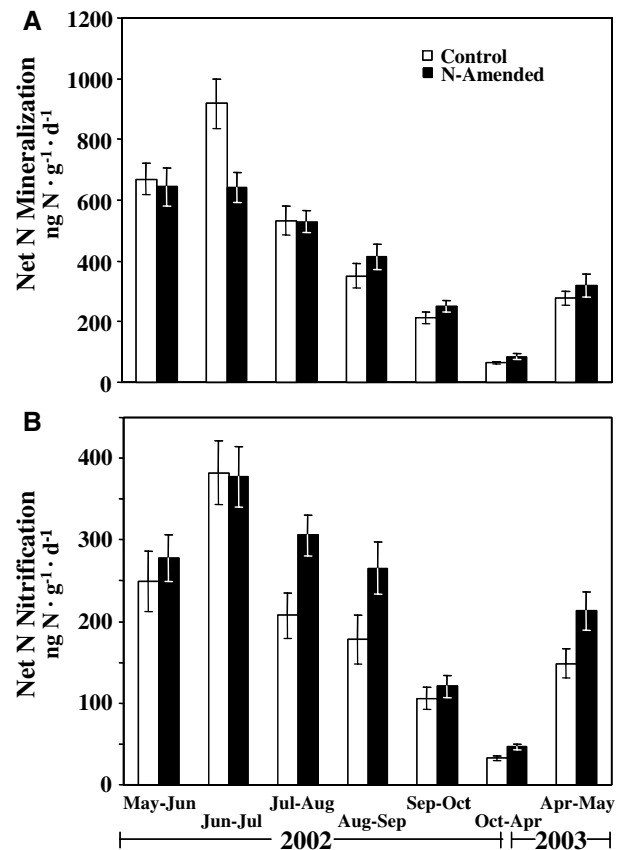 A
Net N Mineralization
ng N · g⁻¹ · d⁻¹
1200
1000
800
600
400
200
0
Control
N-Amended
B
Net N Nitrification
ng N · g⁻¹ · d⁻¹
400
300
200
100
0
May-Jun
Jun-Jul
Jul-Aug
Aug-Sep
Sep-Oct
Oct-Apr
Apr-May
2002
2003